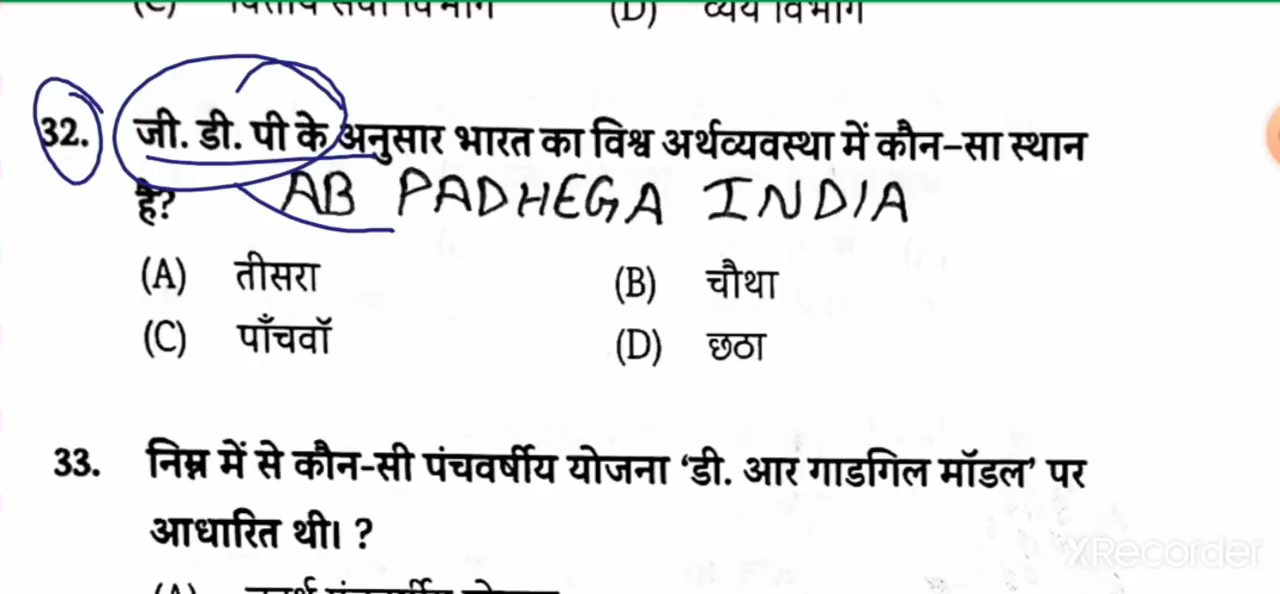 (C) वित्तीय सेवा विभाग (D) व्यय विभाग
32. जी. डी. पी के अनुसार भारत का विश्व अर्थव्यवस्था में कौन-सा स्थान
है? AB PADHEGA INDIA
(A) तीसरा (B) चौथा
(C) पाँचवाँ (D) छठा
33. निम्न में से कौन-सी पंचवर्षीय योजना ‘डी. आर गाडगिल मॉडल’ पर
आधारित थी। ?
XRecorder